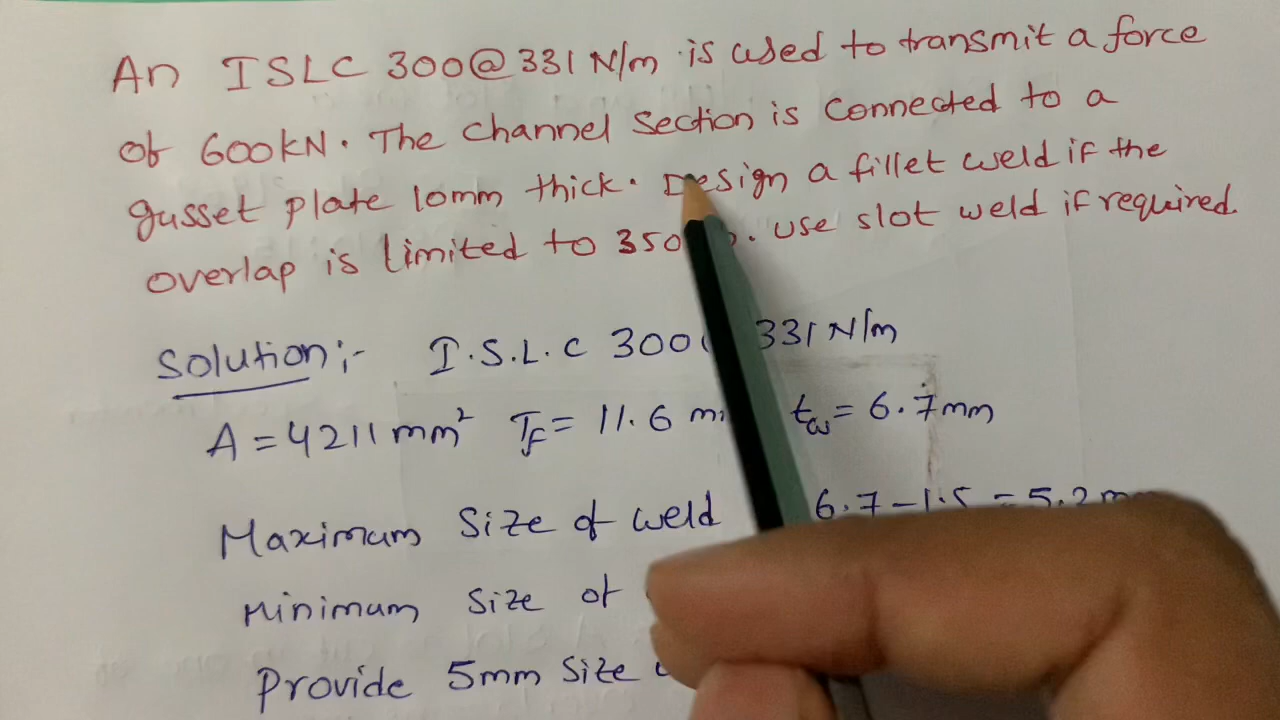 An ISLC 300@331 N/m is used to transmit a force
of 600kN. The channel section is connected to a
gusset plate 10mm thick. Design a fillet weld if the
overlap is limited to 350 . use slot weld if required.
Solution:- I.S.L.C 300 331 N/m
A = 4211 mm² TF = 11.6 m tw = 6.7mm
Maximum size of weld 6.7-1.5 = 5.2mm
Minimum size of
Provide 5mm size